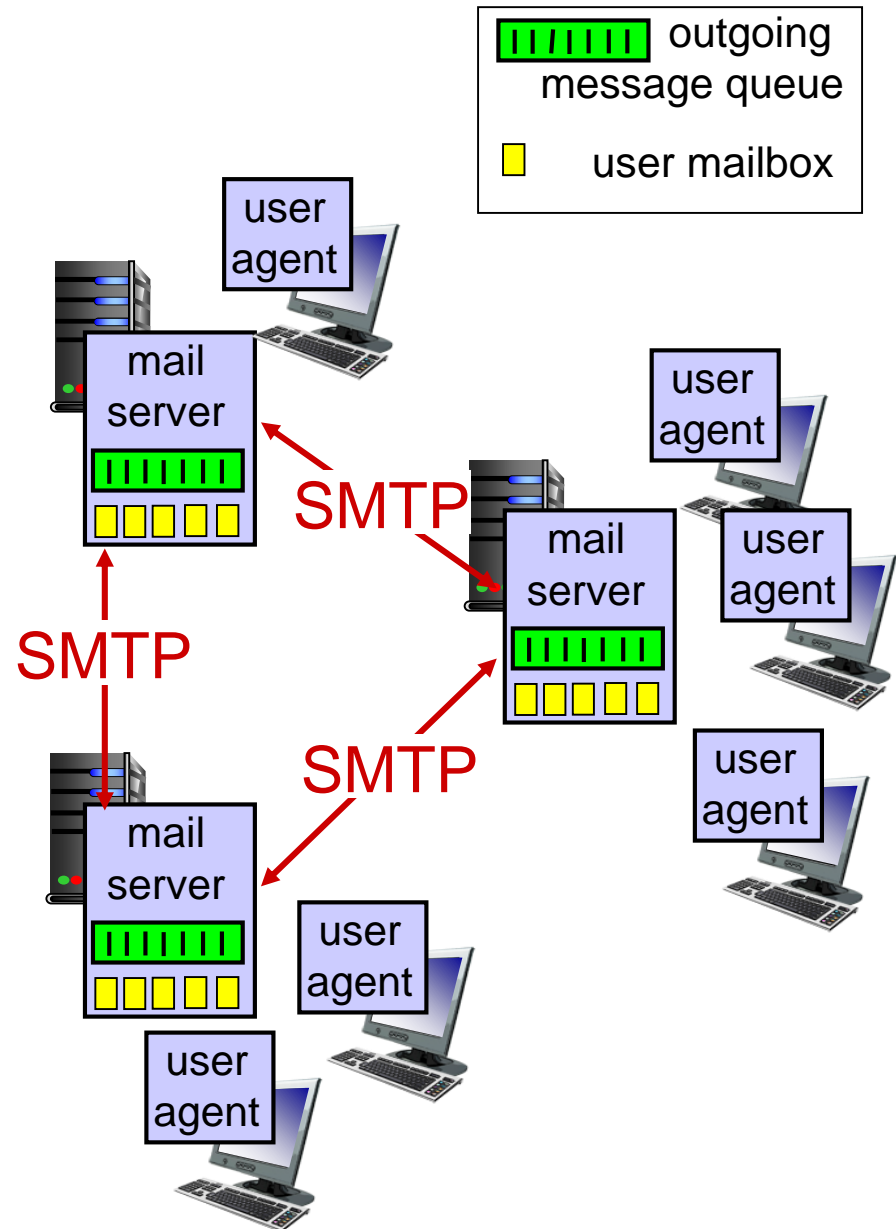 outgoing
message queue
user mailbox
user
agent
mail
server
SMTP
user
agent
mail
server
user
agent
SMTP
SMTP
user
agent
mail
server
user
agent
user
agent